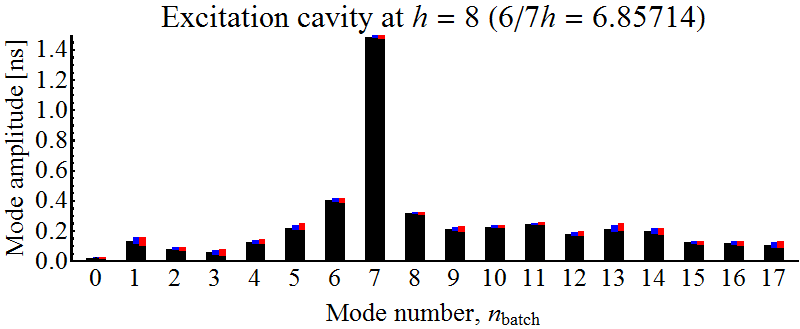 Excitation cavity at h = 8 (6/7h = 6.85714)
Mode amplitude [ns]
1.4
1.2
1.0
0.8
0.6
0.4
0.2
0.0
0 1 2 3 4 5 6 7 8 9 10 11 12 13 14 15 16 17
Mode number, n_batch